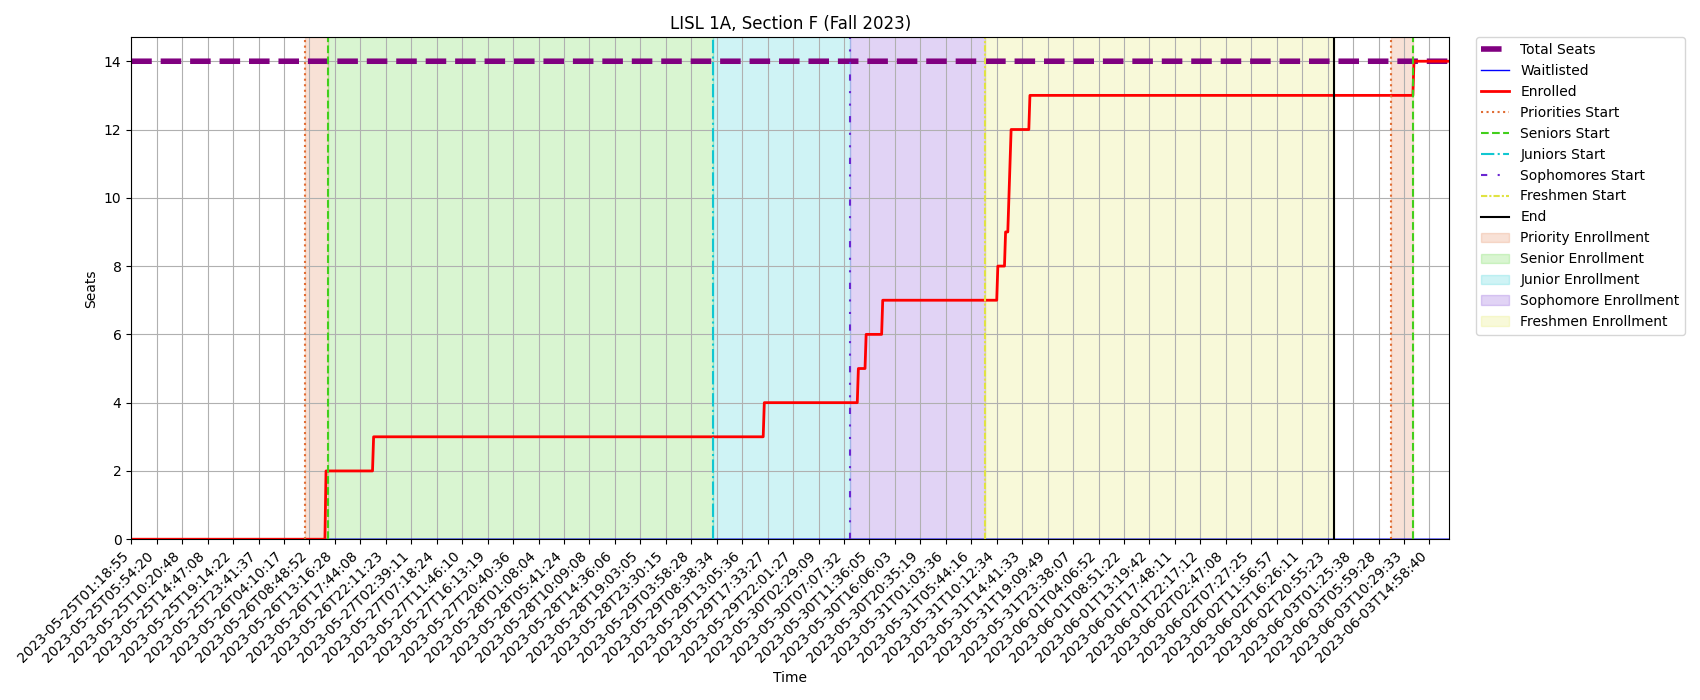 LISL 1A, Section F (Fall 2023)
Seats
14
12
10
8
6
4
2
0
2023-05-25T01:18:55
2023-05-25T05:54:20
2023-05-25T10:20:48
2023-05-25T14:47:08
2023-05-25T19:14:22
2023-05-25T23:41:37
2023-05-26T04:10:17
2023-05-26T08:48:52
2023-05-26T13:16:28
2023-05-26T17:44:08
2023-05-26T22:11:23
2023-05-27T02:39:11
2023-05-27T07:18:24
2023-05-27T11:46:10
2023-05-27T16:13:19
2023-05-27T20:40:36
2023-05-28T01:08:04
2023-05-28T05:41:24
2023-05-28T10:09:08
2023-05-28T14:36:06
2023-05-28T19:03:05
2023-05-28T23:30:15
2023-05-29T03:58:28
2023-05-29T08:38:34
2023-05-29T13:05:36
2023-05-29T17:33:27
2023-05-29T22:01:27
2023-05-30T02:29:09
2023-05-30T07:07:32
2023-05-30T11:36:05
2023-05-30T16:06:03
2023-05-30T20:35:19
2023-05-31T01:03:36
2023-05-31T05:44:16
2023-05-31T10:12:34
2023-05-31T14:41:33
2023-05-31T19:09:49
2023-05-31T23:38:07
2023-06-01T04:06:52
2023-06-01T08:51:22
2023-06-01T13:19:42
2023-06-01T17:48:11
2023-06-01T22:17:12
2023-06-02T02:47:08
2023-06-02T07:27:25
2023-06-02T11:56:57
2023-06-02T16:26:11
2023-06-02T20:55:23
2023-06-03T01:25:38
2023-06-03T05:59:28
2023-06-03T10:29:33
2023-06-03T14:58:40
Time
Total Seats
Waitlisted
Enrolled
Priorities Start
Seniors Start
Juniors Start
Sophomores Start
Freshmen Start
End
Priority Enrollment
Senior Enrollment
Junior Enrollment
Sophomore Enrollment
Freshmen Enrollment